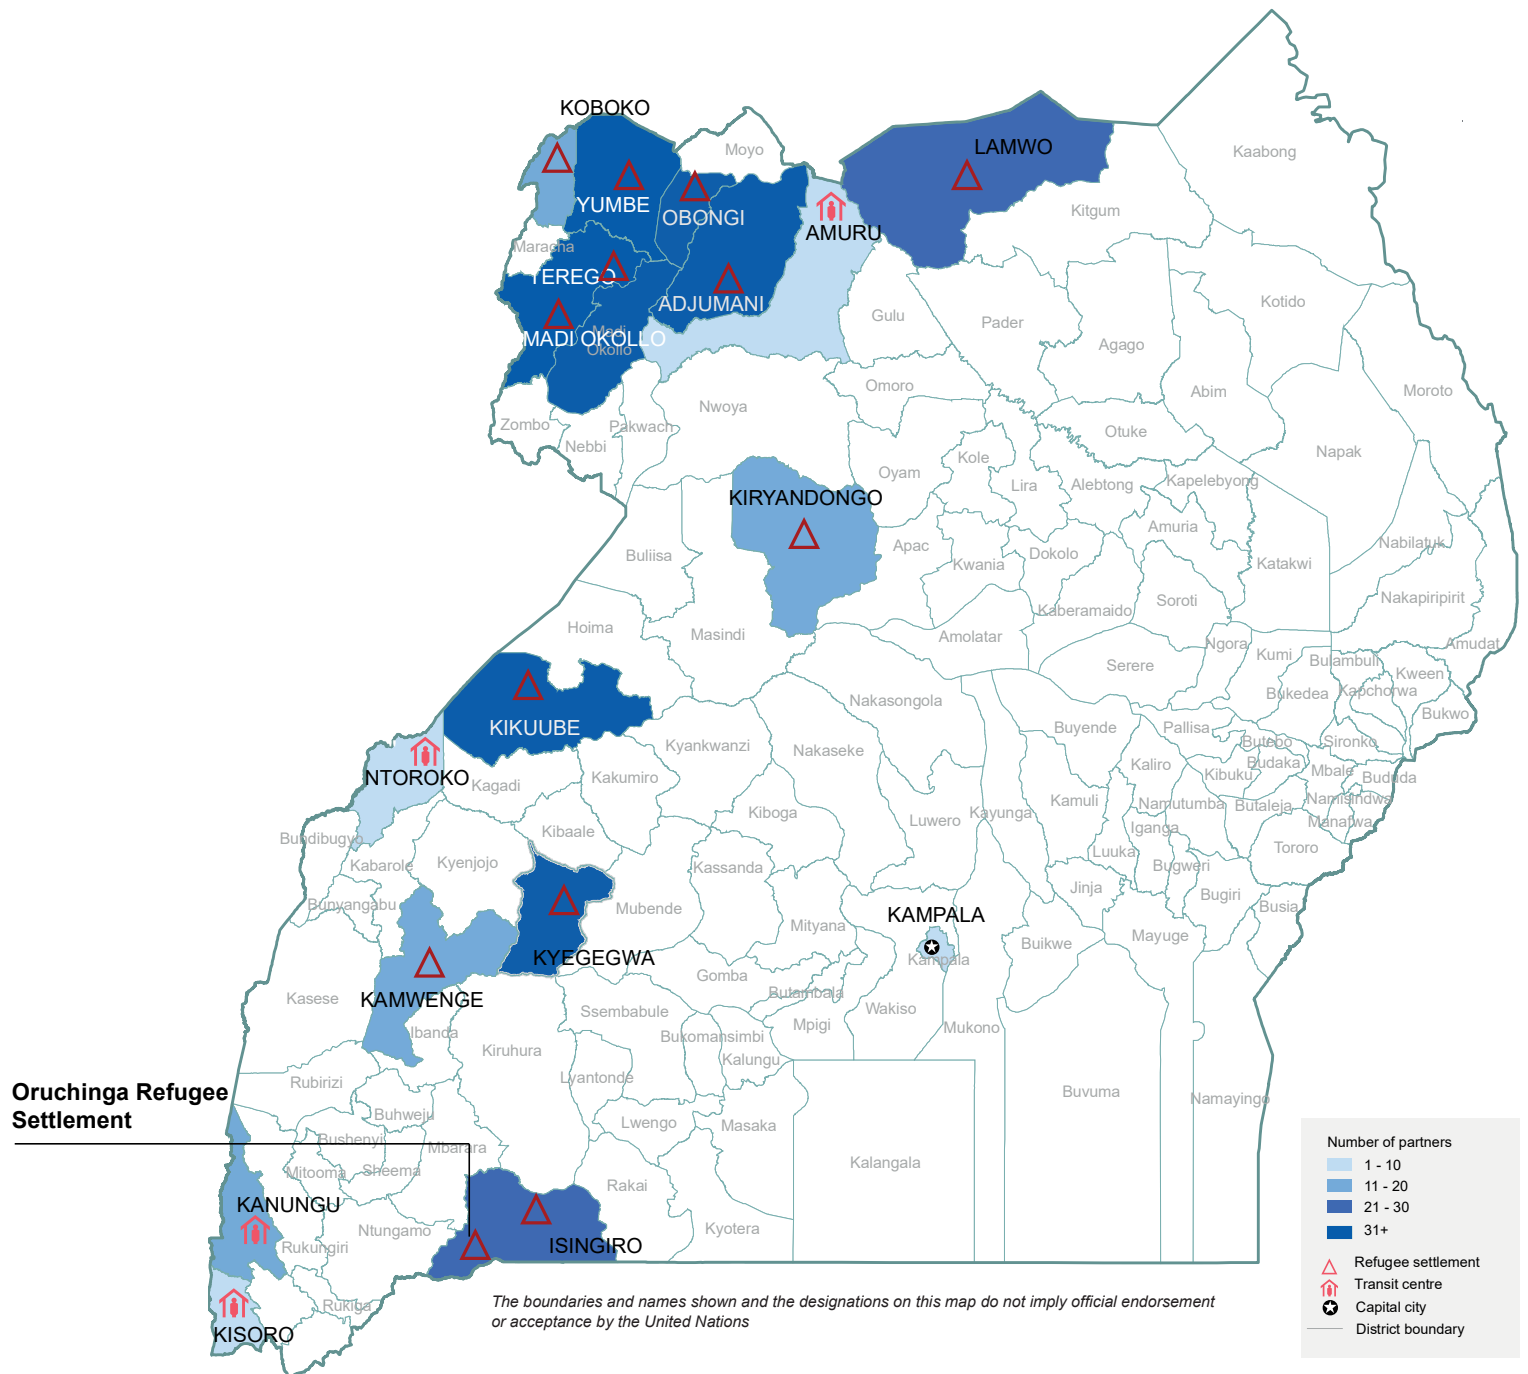 KOBOKO
Moyo
LAMWO
Kaabong
YUMBE
OBONGI
Kitgum
AMURU
Maracha
YEREGO
ADJUMANI
Kotido
Gulu
Pader
Madi
Okollo
MADI OKOLLO
Agago
Omoro
Abim
Moroto
Nwoya
Zombo
Pakwach
Nebbi
Otuke
Napak
Kole
Oyam
Lira
Alebtong
Kapelebyong
KIRYANDONGO
Amuria
Apac
Nabilatuk
Buliisa
Dokolo
Kwania
Katakwi
Nakapiripirit
Soroti
Kaberamaido
Hoima
Masindi
Amolatar
Ngora
Amudat
Kumi
Bulambuli
Serere
Kween
Bukedea
Kapchorwa
Nakasongola
Bukwo
KIKUUBE
Buyende
Pallisa
Kyankwanzi
Nakaseke
Butebo
Sironko
NTOROKO
Kagadi
Kakumiro
Kaliro
Kibuku
Budaka
Mbale
Bududa
Kiboga
Luwero
Kayunga
Kamuli
Namutumba
Butaleja
Namisindwa
Manafwa
Bundibugyo
Kibaale
Iganga
Kabarole
Kyenjojo
Kassanda
Luuka
Bugweri
Tororo
Jinja
Bugiri
Bunyangabu
Mubende
KAMPALA
Busia
Mityana
Mayuge
Buikwe
KYEGEGWA
Kampala
Gomba
KAMWENGE
Kasese
Butambala
Ssembabule
Wakiso
Ibanda
Mpigi
Mukono
Kiruhura
Bukomansimbi
Kalungu
Rubirizi
Lyantonde
Oruchinga Refugee
Settlement
Buvuma
Namayingo
Buhweju
Lwengo
Masaka
Bushenyi
Mbarara
Mitooma
Sheema
Kalangala
Rakai
KANUNGU
Ntungamo
Kyotera
Rukungiri
ISINGIRO
Rukiga
KISORO
The boundaries and names shown and the designations on this map do not imply official endorsement
or acceptance by the United Nations
Number of partners
1 - 10
11 - 20
21 - 30
31+
Refugee settlement
Transit centre
Capital city
District boundary